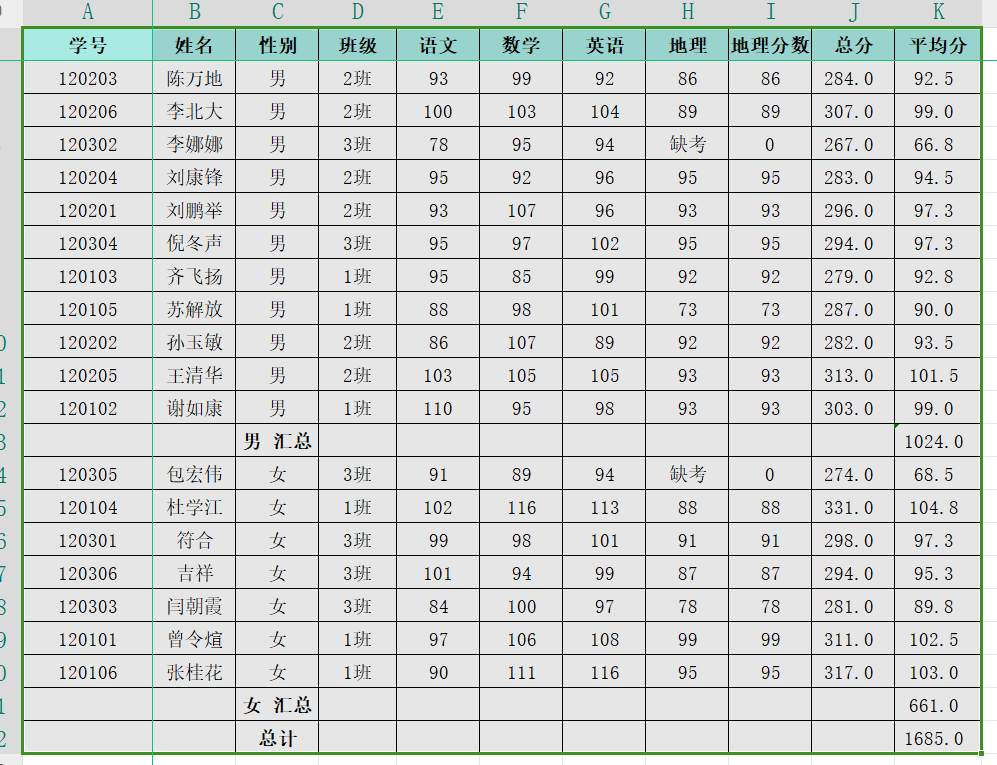 A B C D E F G H I J K
学号 姓名 性别 班级 语文 数学 英语 地理 地理分数 总分 平均分
120203 陈万地 男 2班 93 99 92 86 86 284.0 92.5
120206 李北大 男 2班 100 103 104 89 89 307.0 99.0
120302 李娜娜 男 3班 78 95 94 缺考 0 267.0 66.8
120204 刘康锋 男 2班 95 92 96 95 95 283.0 94.5
120201 刘鹏举 男 2班 93 107 96 93 93 296.0 97.3
120304 倪冬声 男 3班 95 97 102 95 95 294.0 97.3
120103 齐飞扬 男 1班 95 85 99 92 92 279.0 92.8
120105 苏解放 男 1班 88 98 101 73 73 287.0 90.0
0 120202 孙玉敏 男 2班 86 107 89 92 92 282.0 93.5
1 120205 王清华 男 2班 103 105 105 93 93 313.0 101.5
2 120102 谢如康 男 1班 110 95 98 93 93 303.0 99.0
3 男 汇总 1024.0
4 120305 包宏伟 女 3班 91 89 94 缺考 0 274.0 68.5
5 120104 杜学江 女 1班 102 116 113 88 88 331.0 104.8
6 120301 符合 女 3班 99 98 101 91 91 298.0 97.3
7 120306 吉祥 女 3班 101 94 99 87 87 294.0 95.3
8 120303 闫朝霞 女 3班 84 100 97 78 78 281.0 89.8
9 120101 曾令煊 女 1班 97 106 108 99 99 311.0 102.5
0 120106 张桂花 女 1班 90 111 116 95 95 317.0 103.0
1 女 汇总 661.0
2 总计 1685.0